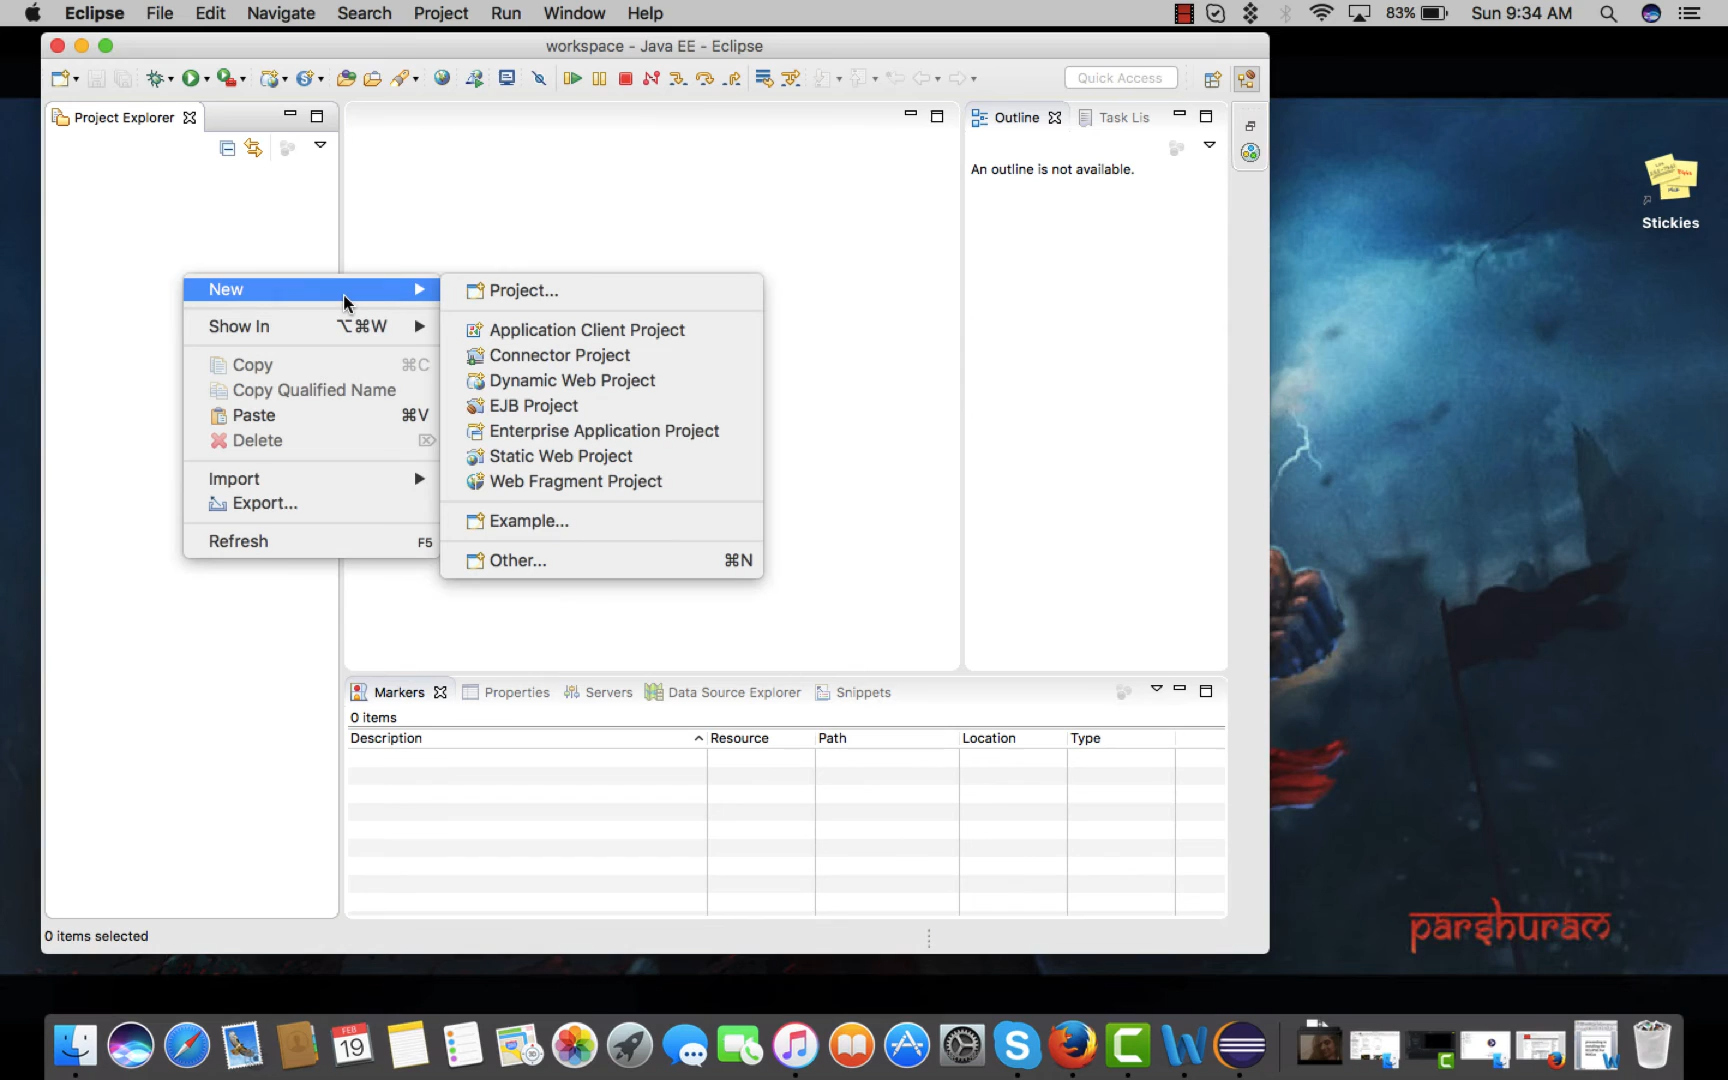 Eclipse File Edit Navigate Search Project Run Window Help 83% Sun 9:34 AM
workspace - Java EE - Eclipse
Quick Access
Project Explorer
Outline Task Lis
An outline is not available.
Stickies
New
Show In ⌥⌘W
Copy ⌘C
Copy Qualified Name
Paste ⌘V
Delete
Import
Export...
Refresh F5
Project...
Application Client Project
Connector Project
Dynamic Web Project
EJB Project
Enterprise Application Project
Static Web Project
Web Fragment Project
Example...
Other... ⌘N
Markers Properties Servers Data Source Explorer Snippets
0 items
Description Resource Path Location Type
0 items selected
parshuram
FEB
19